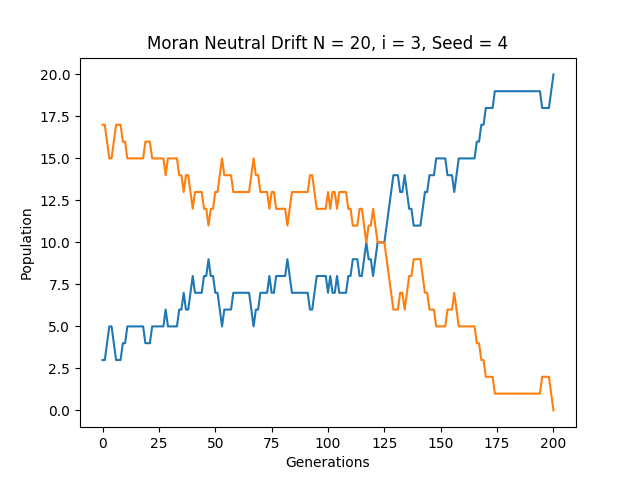 Moran Neutral Drift N = 20, i = 3, Seed = 4
20.0
17.5
15.0
12.5
10.0
7.5
5.0
2.5
0.0
Population
0 25 50 75 100 125 150 175 200
Generations